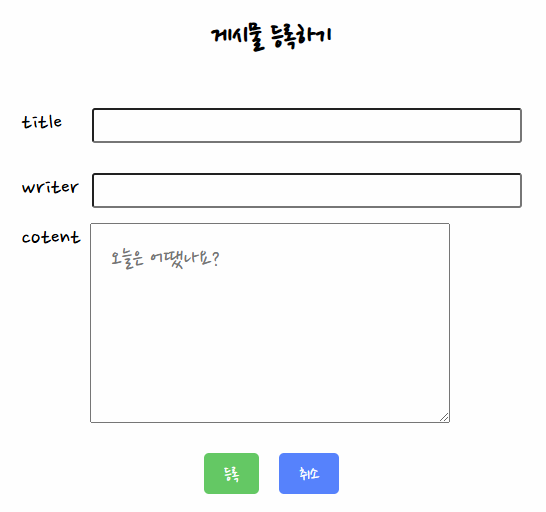 게시물 등록하기
title
writer
cotent
오늘은 어땠나요?
등록 취소